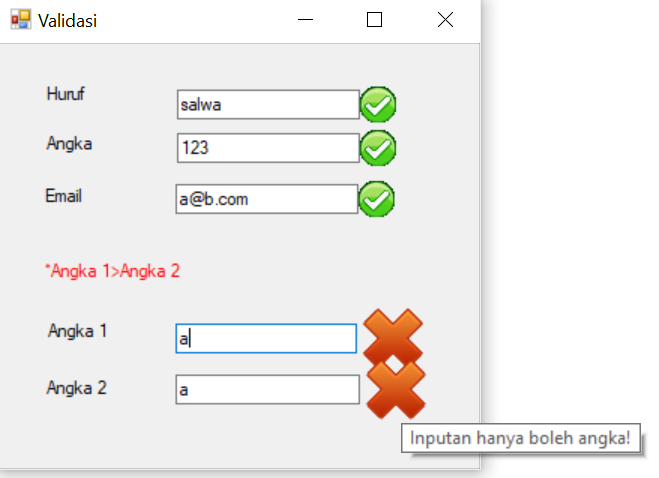 Validasi
Huruf salwa
Angka 123
Email a@b.com
*Angka 1>Angka 2
Angka 1 a
Angka 2 a
Inputan hanya boleh angka!